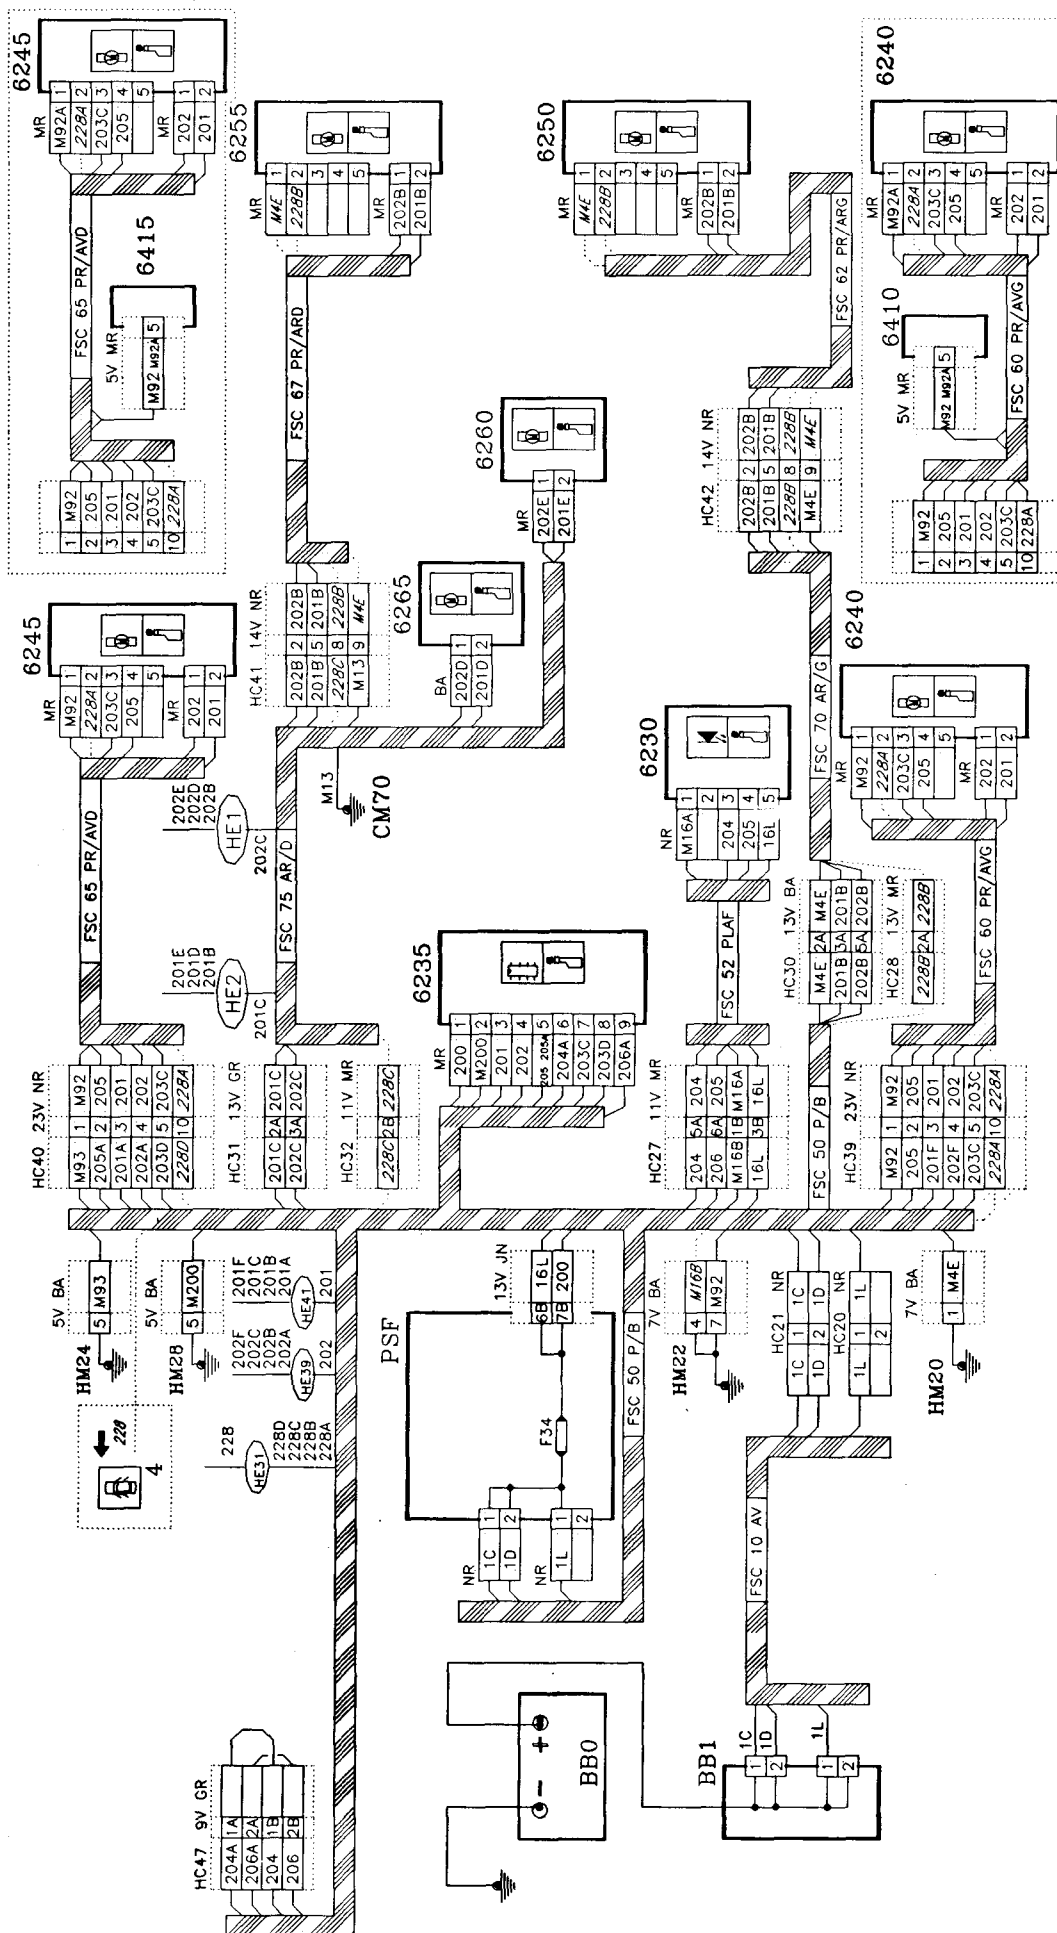 6245
MR
M92A 1
228A 2
203C 3
205 4
5
MR
202 1
201 2
FSC 65 PR/AVD
6415
5V MR
M92 M92A 5
1 M92
2 205
3 201
4 202
5 203C
10 228A
6255
MR
M4E 1
228B 2
3
4
5
MR
202B 1
201B 2
FSC 67 PR/ARD
HC41 14V NR
202B 2 202B
201B 5 201B
228C 8 228B
M13 9 M4E
6250
MR
M4E 1
228B 2
3
4
5
MR
202B 1
201B 2
FSC 62 PR/ARG
HC42 14V NR
202B 2 202B
201B 5 201B
228B 8 228B
M4E 9 M4E
6240
MR
M92A 1
228A 2
203C 3
205 4
5
MR
202 1
201 2
FSC 60 PR/AVG
6410
5V MR
M92 M92A 5
1 M92
2 205
3 201
4 202
5 203C
10 228A
6260
MR
202E 1
201E 2
6265
BA
202D 1
201D 2
6245
MR
M92 1
228A 2
203C 3
205 4
5
MR
202 1
201 2
FSC 65 PR/AVD
HC40 23V NR
M93 1 M92
205A 2 205
201A 3 201
202A 4 202
203D 5 203C
228D 10 228A
202E
202D
202B
HE1
202C
201E
201D
201B
HE2
201C
FSC 75 AR/D
M13
CM70
HC31 13V GR
201C 2A 201C
202C 3A 202C
HC32 11V MR
228C 2B 228C
6235
MR
200 1
M200 2
201 3
202 4
205 205A 5
204A 6
203C 7
203D 8
206A 9
6230
NR
M16A 1
2
204 3
205 4
16L 5
FSC 52 PLAF
HC27 11V MR
204 5A 204
206 6A 205
M16B 1B M16A
16L 3B 16L
FSC 70 AR/G
HC30 13V BA
M4E 2A M4E
201B 3A 201B
202B 5A 202B
HC28 13V MR
228B 2A 228B
FSC 50 P/B
6240
MR
M92 1
228A 2
203C 3
205 4
5
MR
202 1
201 2
FSC 60 PR/AVG
HC39 23V NR
M92 1 M92
205 2 205
201F 3 201
202F 4 202
203C 5 203C
228A 10 228A
5V BA
5 M93
HM24
5V BA
5 M200
HM28
201F
201C
201B
201A
HE41
201
202F
202C
202B
202A
HE39
202
228
HE31
228D
228C
228B
228A
228
4
PSF
13V JN
6B 16L
7B 200
F34
NR
1C 1
1D 2
NR
1L 1
2
FSC 50 P/B
7V BA
4 M16B
7 M92
HM22
HC21 NR
1C 1 1C
1D 2 1D
HC20 NR
1L 1 1L
2
7V BA
1 M4E
HM20
FSC 10 AV
HC47 9V GR
204A 1A
206A 2A
204 1B
206 2B
- +
BB0
BB1
1C
1D
1L
1
2
1
2